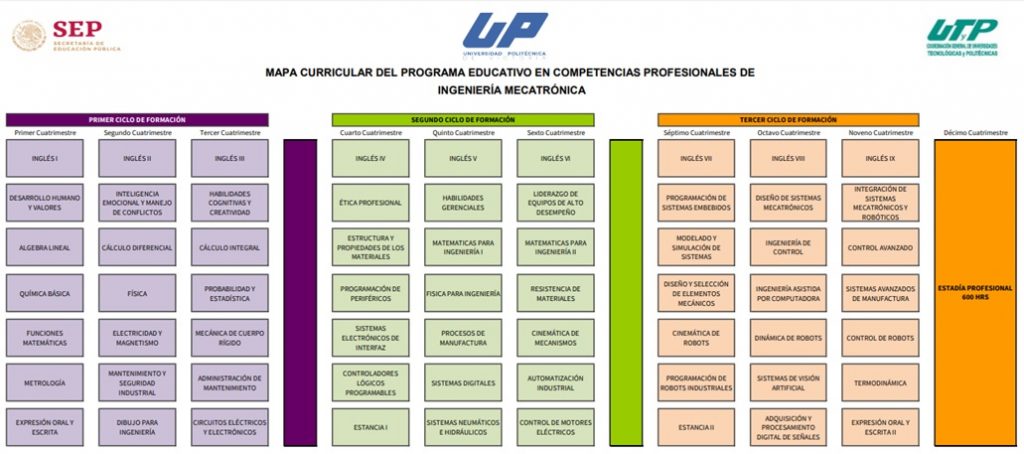 SEP
SECRETARÍA DE
EDUCACIÓN PÚBLICA
UP
UNIVERSIDAD POLITÉCNICA
DE VICTORIA
UTyP
COORDINACIÓN GENERAL DE UNIVERSIDADES
TECNOLÓGICAS y POLITÉCNICAS
MAPA CURRICULAR DEL PROGRAMA EDUCATIVO EN COMPETENCIAS PROFESIONALES DE
INGENIERÍA MECATRÓNICA
PRIMER CICLO DE FORMACIÓN
Primer Cuatrimestre
Segundo Cuatrimestre
Tercer Cuatrimestre
INGLÉS I
INGLÉS II
INGLÉS III
DESARROLLO HUMANO
Y VALORES
INTELIGENCIA
EMOCIONAL Y MANEJO
DE CONFLICTOS
HABILIDADES
COGNITIVAS Y
CREATIVIDAD
ALGEBRA LINEAL
CÁLCULO DIFERENCIAL
CÁLCULO INTEGRAL
QUÍMICA BÁSICA
FÍSICA
PROBABILIDAD Y
ESTADÍSTICA
FUNCIONES
MATEMÁTICAS
ELECTRICIDAD Y
MAGNETISMO
MECÁNICA DE CUERPO
RÍGIDO
METROLOGÍA
MANTENIMIENTO Y
SEGURIDAD
INDUSTRIAL
ADMINISTRACIÓN DE
MANTENIMIENTO
EXPRESIÓN ORAL Y
ESCRITA
DIBUJO PARA
INGENIERÍA
CIRCUITOS ELÉCTRICOS
Y ELECTRÓNICOS
SEGUNDO CICLO DE FORMACIÓN
Cuarto Cuatrimestre
Quinto Cuatrimestre
Sexto Cuatrimestre
INGLÉS IV
INGLÉS V
INGLÉS VI
ÉTICA PROFESIONAL
HABILIDADES
GERENCIALES
LIDERAZGO DE
EQUIPOS DE ALTO
DESEMPEÑO
ESTRUCTURA Y
PROPIEDADES DE LOS
MATERIALES
MATEMATICAS PARA
INGENIERÍA I
MATEMATICAS PARA
INGENIERÍA II
PROGRAMACIÓN DE
PERIFÉRICOS
FISICA PARA INGENIERÍA
RESISTENCIA DE
MATERIALES
SISTEMAS
ELECTRÓNICOS DE
INTERFAZ
PROCESOS DE
MANUFACTURA
CINEMÁTICA DE
MECANISMOS
CONTROLADORES
LÓGICOS
PROGRAMABLES
SISTEMAS DIGITALES
AUTOMATIZACIÓN
INDUSTRIAL
ESTANCIA I
SISTEMAS NEUMÁTICOS
E HIDRÁULICOS
CONTROL DE MOTORES
ELÉCTRICOS
TERCER CICLO DE FORMACIÓN
Séptimo Cuatrimestre
Octavo Cuatrimestre
Noveno Cuatrimestre
INGLÉS VII
INGLÉS VIII
INGLÉS IX
PROGRAMACIÓN DE
SISTEMAS EMBEBIDOS
DISEÑO DE SISTEMAS
MECATRÓNICOS
INTEGRACIÓN DE
SISTEMAS
MECATRÓNICOS Y
ROBÓTICOS
MODELADO Y
SIMULACIÓN DE
SISTEMAS
INGENIERÍA DE
CONTROL
CONTROL AVANZADO
DISEÑO Y SELECCIÓN
DE ELEMENTOS
MECÁNICOS
INGENIERÍA ASISTIDA
POR COMPUTADORA
SISTEMAS AVANZADOS
DE MANUFACTURA
CINEMÁTICA DE
ROBOTS
DINÁMICA DE ROBOTS
CONTROL DE ROBOTS
PROGRAMACIÓN DE
ROBOTS INDUSTRIALES
SISTEMAS DE VISIÓN
ARTIFICIAL
TERMODINÁMICA
ESTANCIA II
ADQUISICIÓN Y
PROCESAMIENTO
DIGITAL DE SEÑALES
EXPRESIÓN ORAL Y
ESCRITA II
Décimo Cuatrimestre
ESTADÍA PROFESIONAL
600 HRS